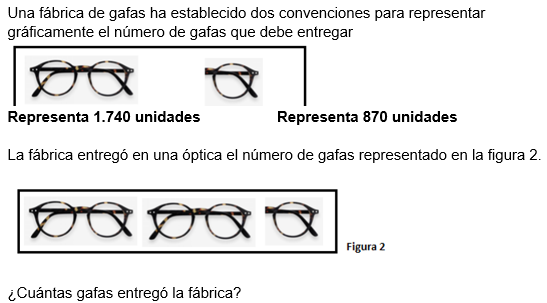 Una fábrica de gafas ha establecido dos convenciones para representar
gráficamente el número de gafas que debe entregar
Representa 1.740 unidades Representa 870 unidades
La fábrica entregó en una óptica el número de gafas representado en la figura 2.
Figura 2
¿Cuántas gafas entregó la fábrica?